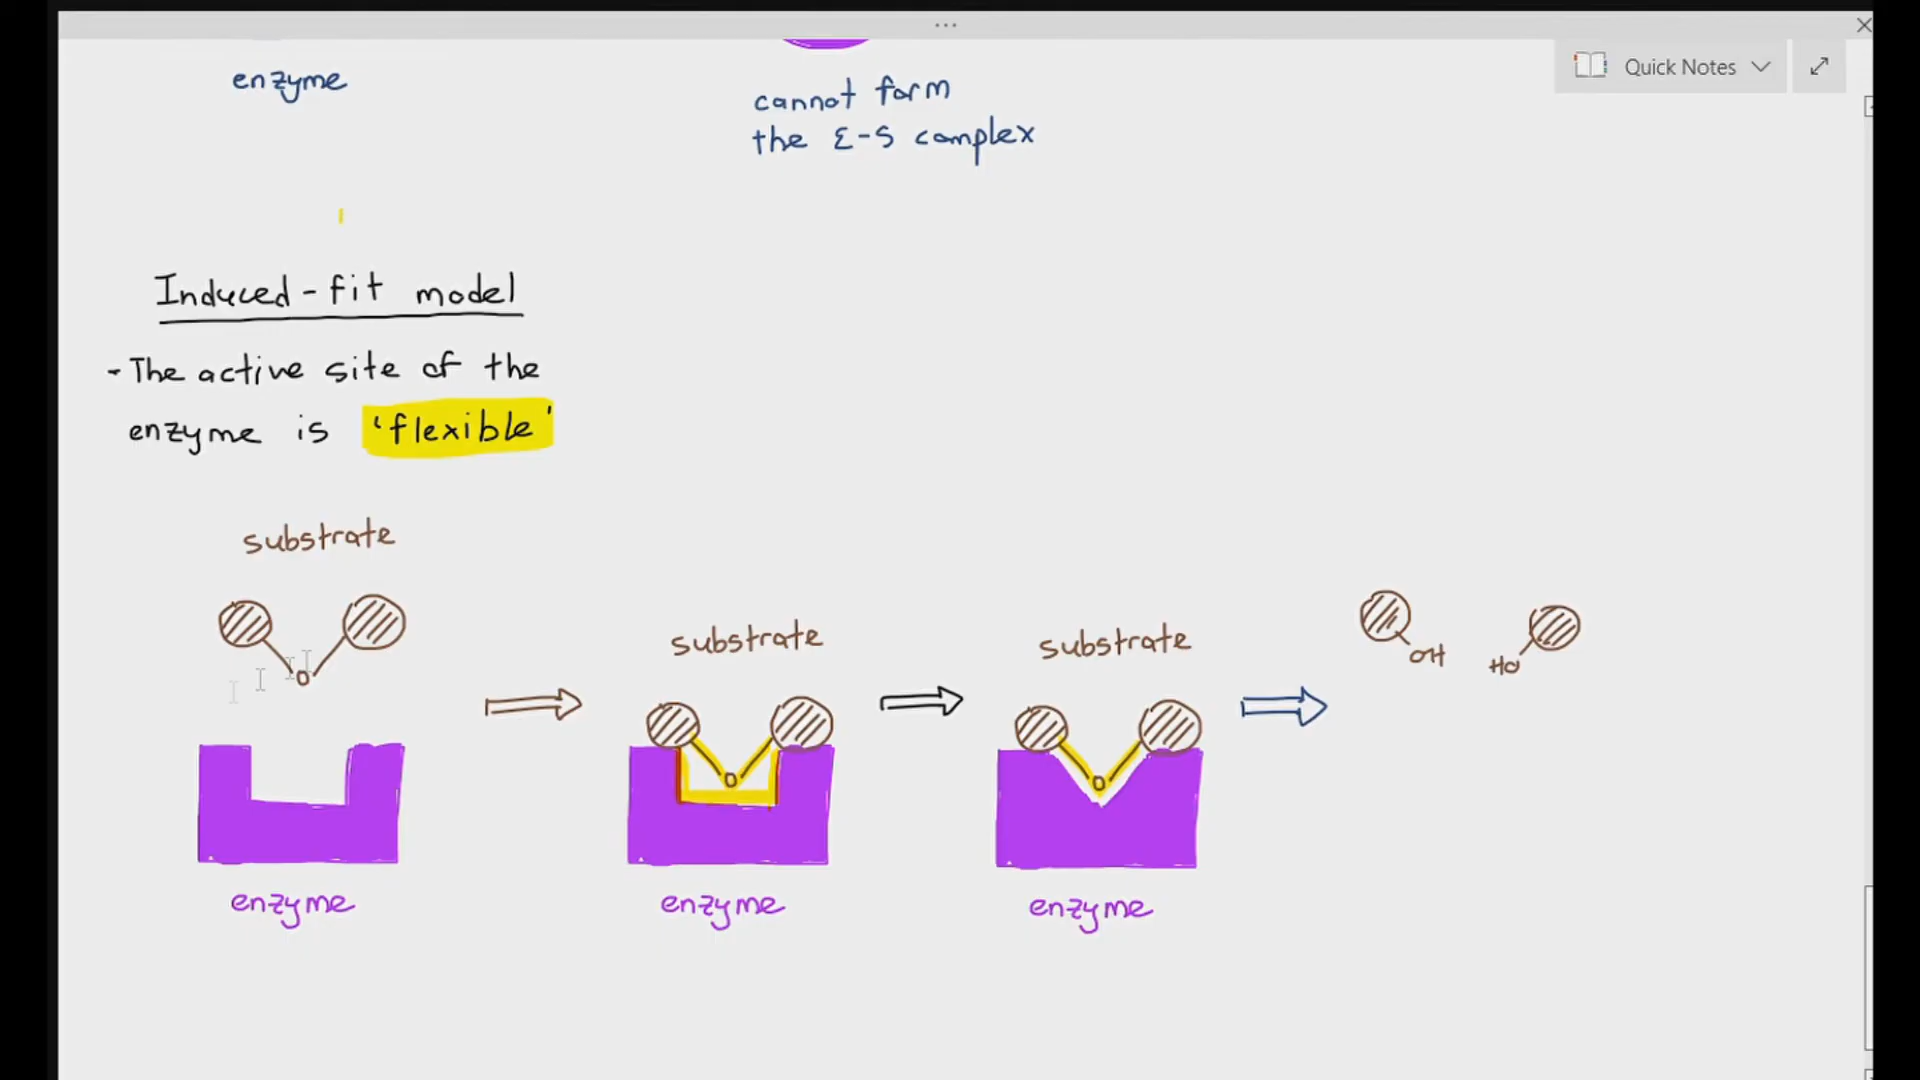 ...
Quick Notes
enzyme
cannot form
the E-S complex
Induced-fit model
- The active site of the
enzyme is 'flexible'
substrate
O
enzyme
substrate
O
enzyme
substrate
O
enzyme
OH
HO